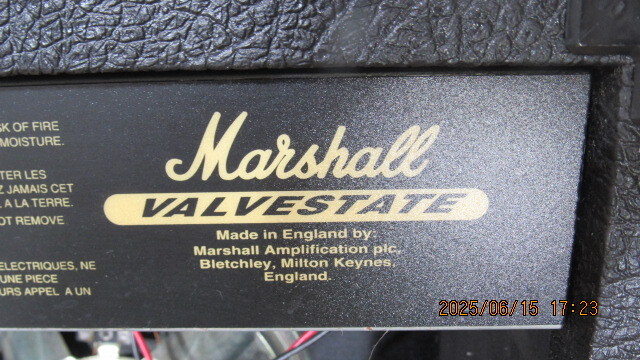 SK OF FIRE
MOISTURE.
TER LES
Z JAMAIS CET
A LA TERRE.
OT REMOVE
ELECTRIQUES, NE
UNE PIECE
URS APPEL A UN
Marshall
VALVESTATE
Made in England by:
Marshall Amplification plc,
Bletchley, Milton Keynes,
England.
2025/06/15 17:23